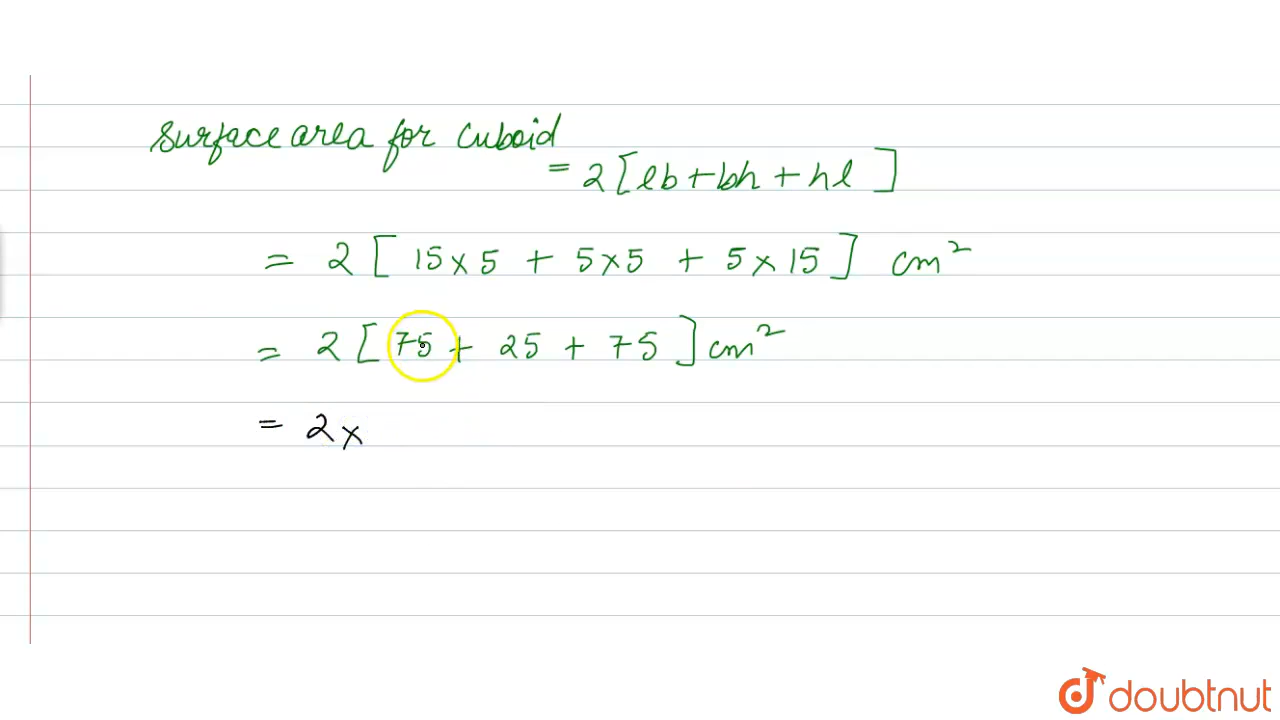 surface area for cuboid
= 2 [lb + bh + hl]
= 2 [ 15 x 5 + 5 x 5 + 5 x 15 ] cm²
= 2 [ 75 + 25 + 75 ] cm²
= 2 x
doubtnut